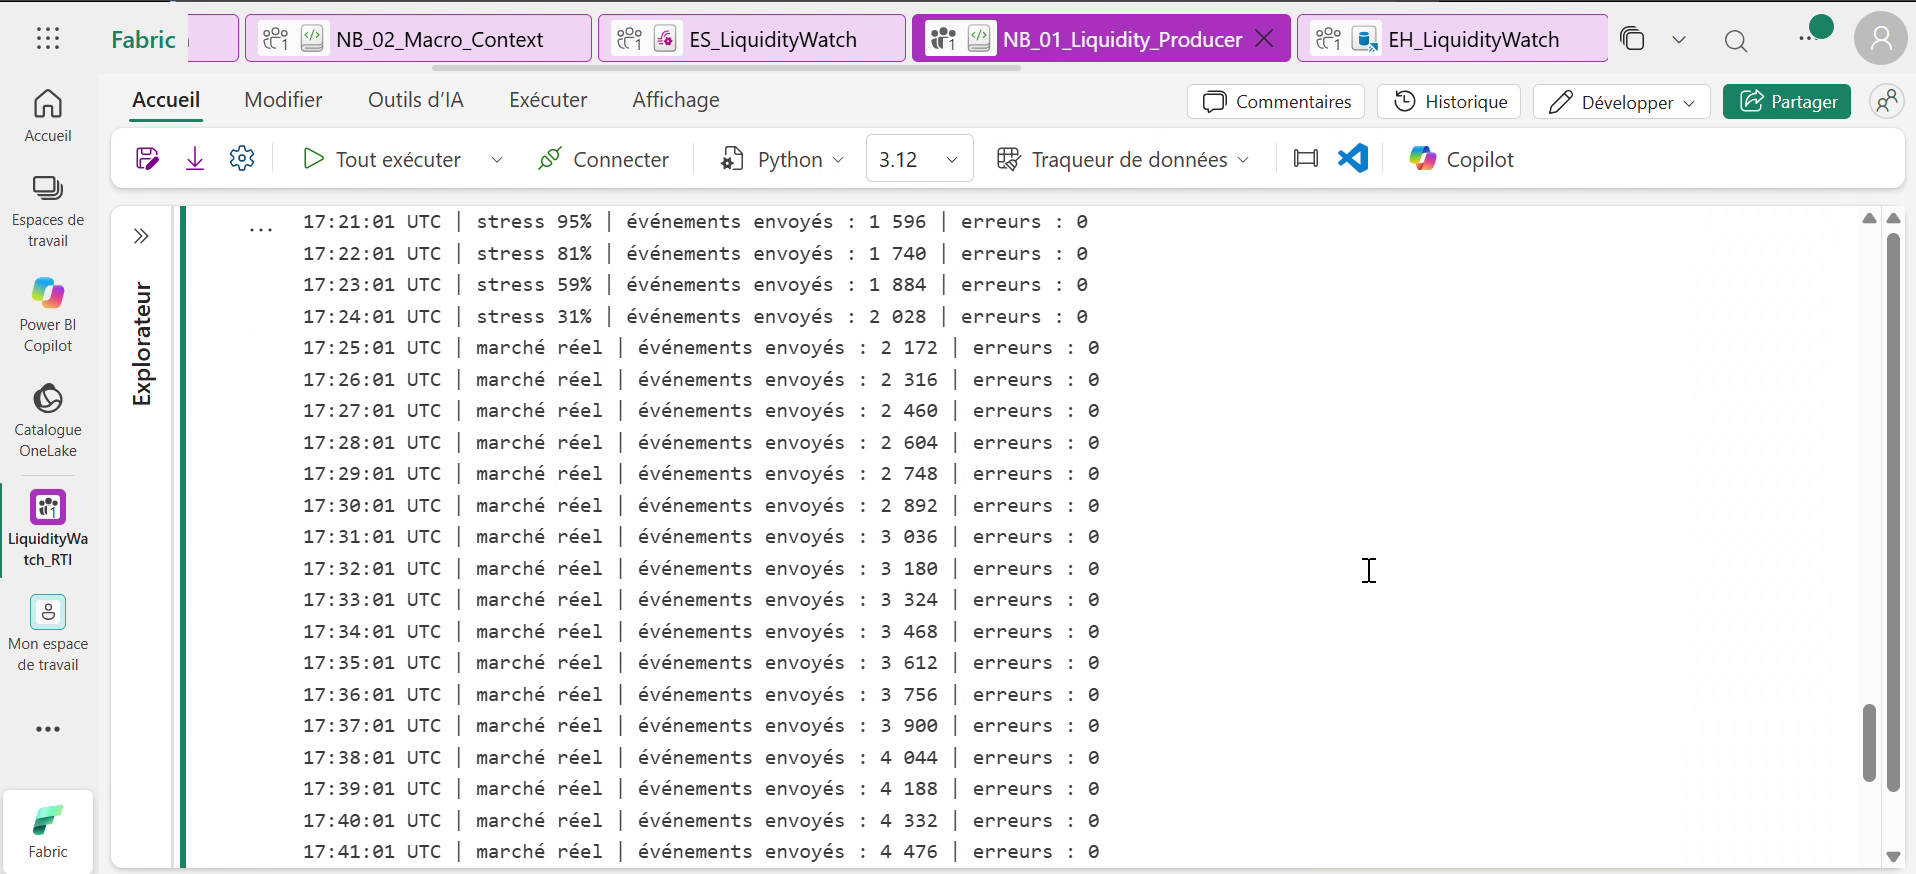 Fabric
NB_02_Macro_Context
ES_LiquidityWatch
NB_01_Liquidity_Producer
EH_LiquidityWatch
Accueil
Modifier
Outils d’IA
Exécuter
Affichage
Commentaires
Historique
Développer
Partager
Tout exécuter
Connecter
Python
3.12
Traqueur de données
Copilot
Accueil
Espaces de
travail
Power BI
Copilot
Catalogue
OneLake
LiquidityWa
tch_RTI
Mon espace
de travail
Fabric
Explorateur
17:21:01 UTC | stress 95% | événements envoyés : 1 596 | erreurs : 0
17:22:01 UTC | stress 81% | événements envoyés : 1 740 | erreurs : 0
17:23:01 UTC | stress 59% | événements envoyés : 1 884 | erreurs : 0
17:24:01 UTC | stress 31% | événements envoyés : 2 028 | erreurs : 0
17:25:01 UTC | marché réel | événements envoyés : 2 172 | erreurs : 0
17:26:01 UTC | marché réel | événements envoyés : 2 316 | erreurs : 0
17:27:01 UTC | marché réel | événements envoyés : 2 460 | erreurs : 0
17:28:01 UTC | marché réel | événements envoyés : 2 604 | erreurs : 0
17:29:01 UTC | marché réel | événements envoyés : 2 748 | erreurs : 0
17:30:01 UTC | marché réel | événements envoyés : 2 892 | erreurs : 0
17:31:01 UTC | marché réel | événements envoyés : 3 036 | erreurs : 0
17:32:01 UTC | marché réel | événements envoyés : 3 180 | erreurs : 0
17:33:01 UTC | marché réel | événements envoyés : 3 324 | erreurs : 0
17:34:01 UTC | marché réel | événements envoyés : 3 468 | erreurs : 0
17:35:01 UTC | marché réel | événements envoyés : 3 612 | erreurs : 0
17:36:01 UTC | marché réel | événements envoyés : 3 756 | erreurs : 0
17:37:01 UTC | marché réel | événements envoyés : 3 900 | erreurs : 0
17:38:01 UTC | marché réel | événements envoyés : 4 044 | erreurs : 0
17:39:01 UTC | marché réel | événements envoyés : 4 188 | erreurs : 0
17:40:01 UTC | marché réel | événements envoyés : 4 332 | erreurs : 0
17:41:01 UTC | marché réel | événements envoyés : 4 476 | erreurs : 0